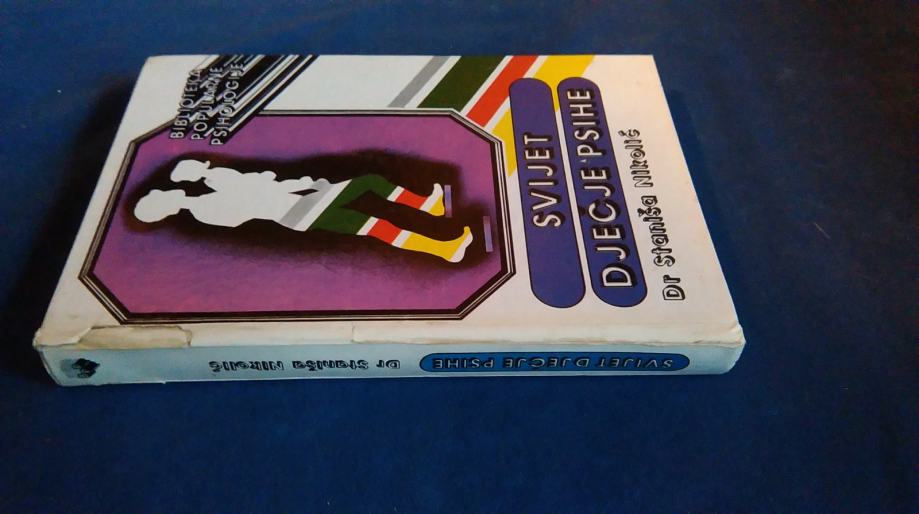 BIBLIOTEKA
POPULARNE
PSIHOLOGIJE
SVIJET
DJEČJE PSIHE
Dr Staniša Nikolić
SVIJET DJEČJE PSIHE
Dr Staniša Nikolić